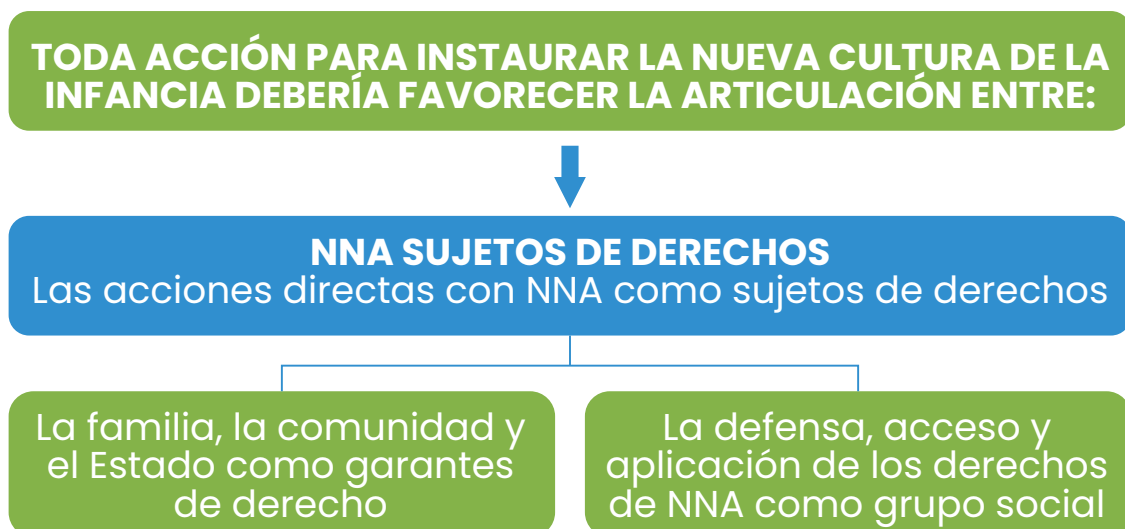 TODA ACCIÓN PARA INSTAURAR LA NUEVA CULTURA DE LA
INFANCIA DEBERÍA FAVORECER LA ARTICULACIÓN ENTRE:
NNA SUJETOS DE DERECHOS
Las acciones directas con NNA como sujetos de derechos
La familia, la comunidad y
el Estado como garantes
de derecho
La defensa, acceso y
aplicación de los derechos
de NNA como grupo social